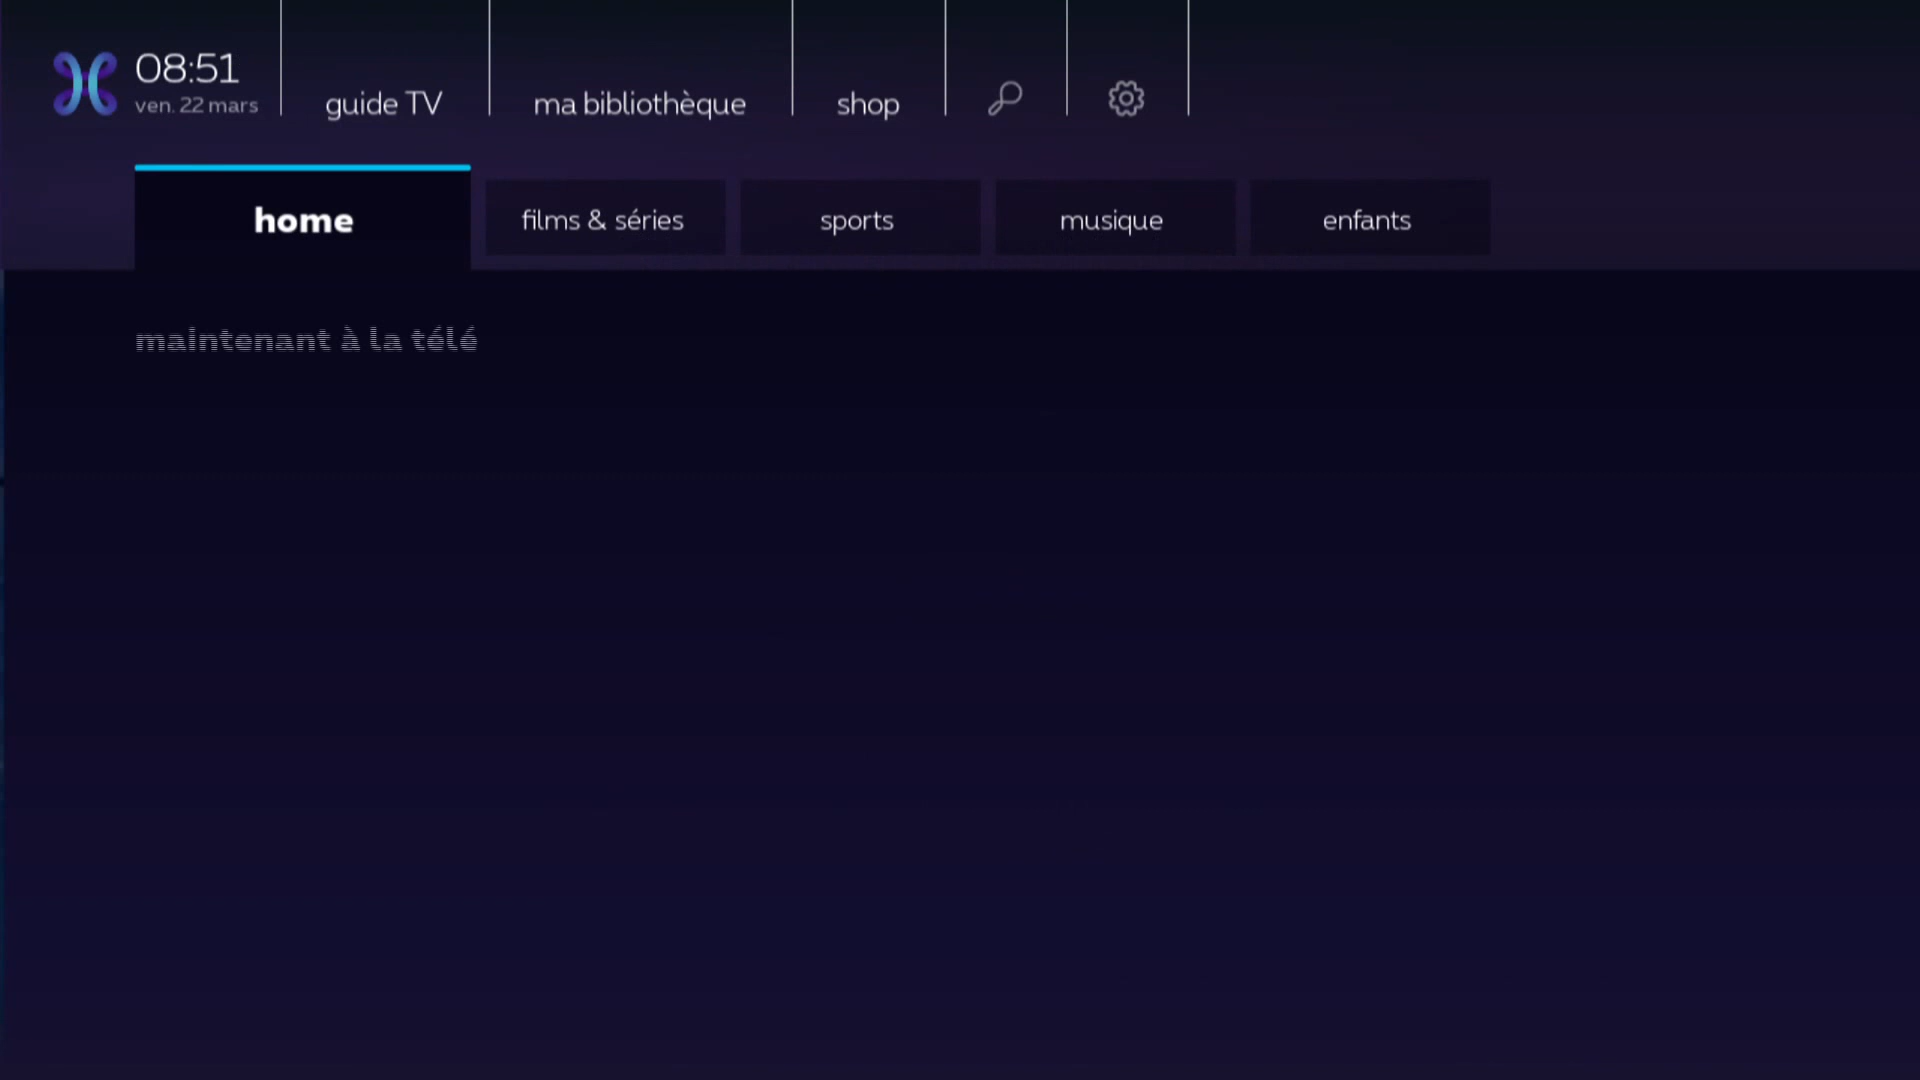 08:51
ven. 22 mars
guide TV
ma bibliothèque
shop
home
films & séries
sports
musique
enfants
maintenant à la télé